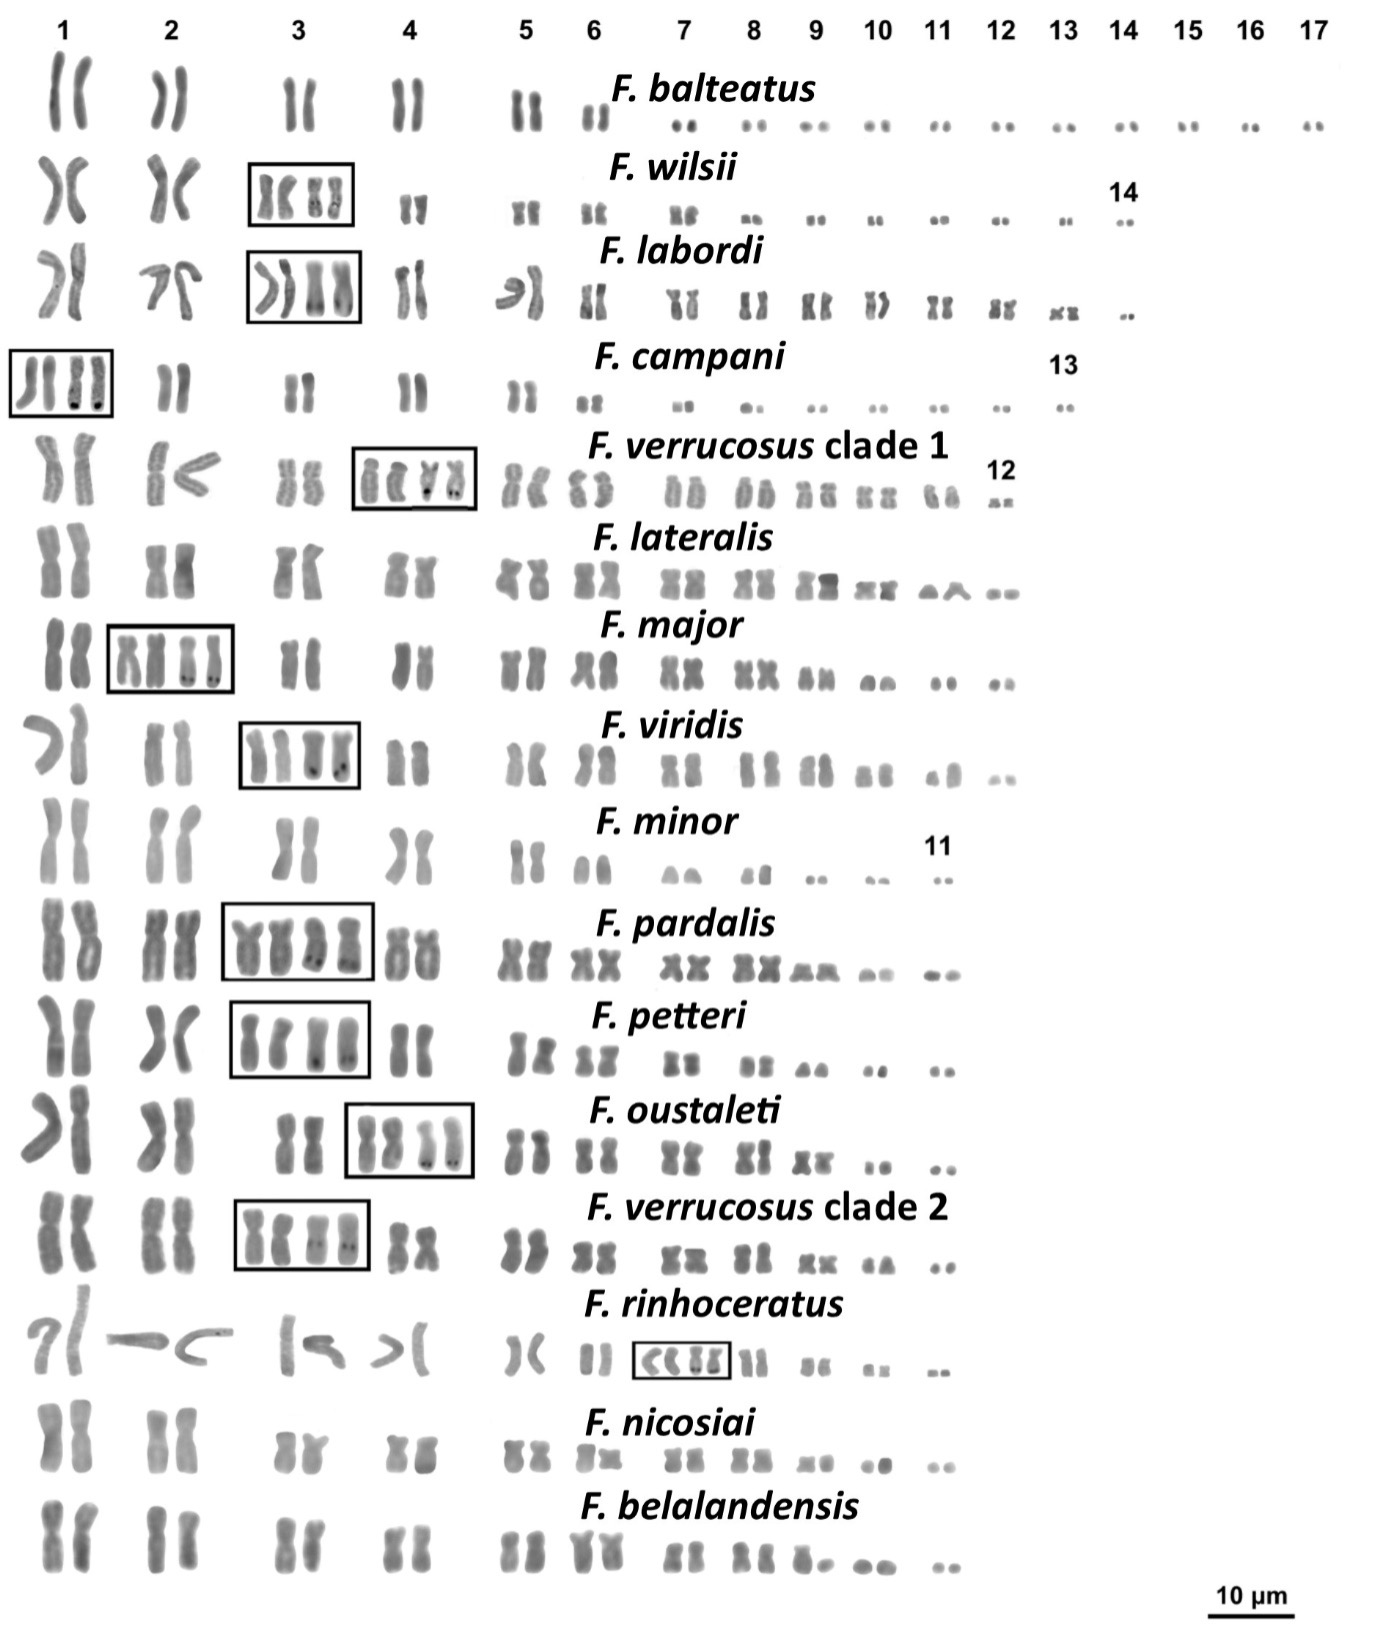 1 2 3 4 5 6 7 8 9 10 11 12 13 14 15 16 17
F. balteatus
F. wilsii
14
F. labordi
F. campani
13
F. verrucosus clade 1
12
F. lateralis
F. major
F. viridis
F. minor
11
F. pardalis
F. petteri
F. oustaleti
F. verrucosus clade 2
F. rinhoceratus
F. nicosiai
F. belalandensis
10 µm